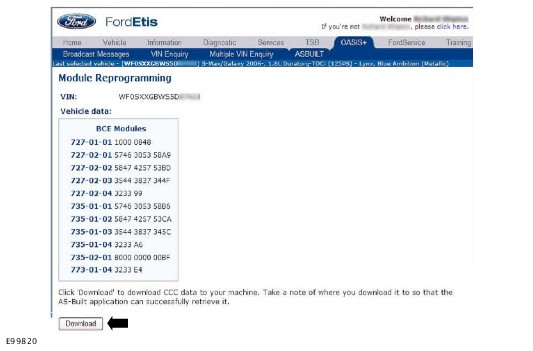 Ford FordEtis
Welcome
If you're not , please click here.
Home Vehicle Information Diagnostic Services TSB OASIS+ FordService Training
Broadcast Messages VIN Enquiry Multiple VIN Enquiry ASBUILT
Last selected vehicle - [WF0SXXGBWS5D ] S-Max/Galaxy 2006-, 1.8L Duratorq-TDCi (125PS) - Lynx, Blue Ambition (Metallic)
Module Reprogramming
VIN: WF0SXXGBWS5D
Vehicle data:
BCE Modules
727-01-01 1000 0848
727-02-01 5746 3053 58A9
727-02-02 5847 4257 53BD
727-02-03 3544 3837 344F
727-02-04 3233 99
735-01-01 5746 3053 58B6
735-01-02 5847 4257 53CA
735-01-03 3544 3837 345C
735-01-04 3233 A6
735-02-01 8000 0000 00BF
773-01-04 3233 E4
Click 'Download' to download CCC data to your machine. Take a note of where you download it to so that the
AS-Built application can successfully retrieve it.
Download
E99820